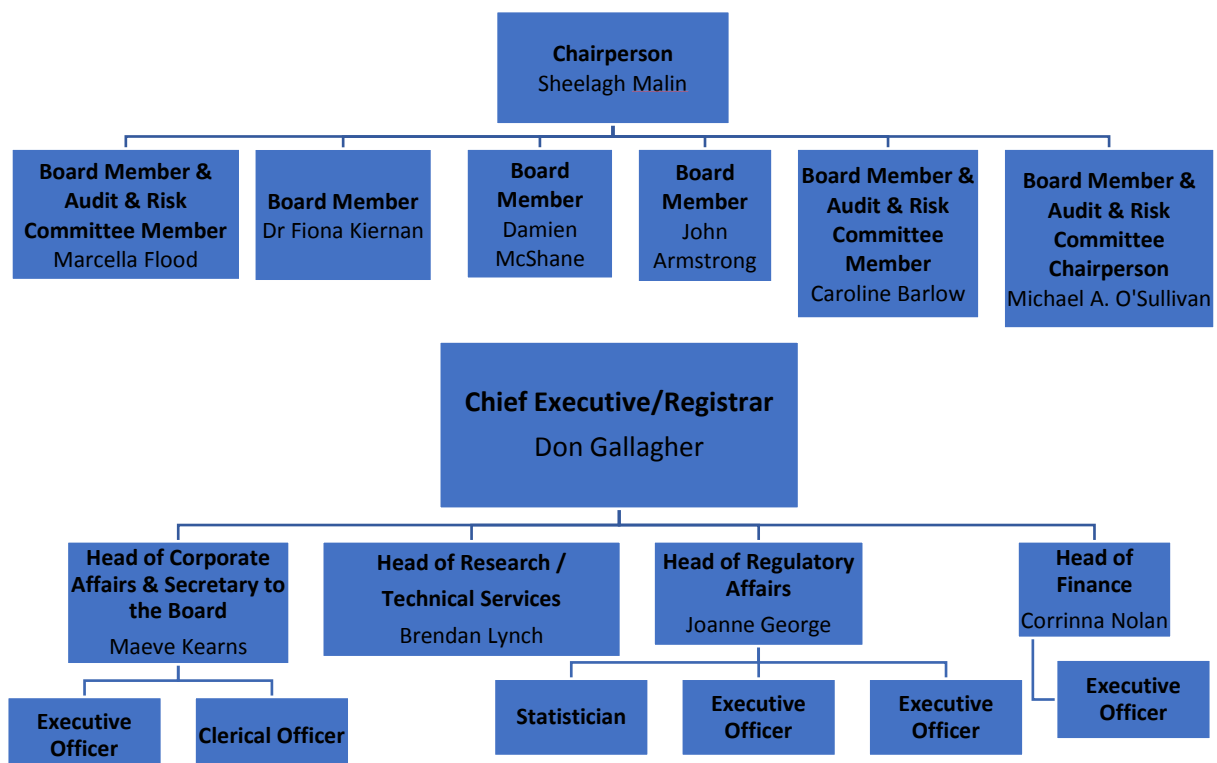 Chairperson
Sheelagh Malin
Board Member &
Audit & Risk
Committee Member
Marcella Flood
Board Member
Dr Fiona Kiernan
Board
Member
Damien
McShane
Board
Member
John
Armstrong
Board Member &
Audit & Risk
Committee
Member
Caroline Barlow
Board Member &
Audit & Risk
Committee
Chairperson
Michael A. O'Sullivan
Chief Executive/Registrar
Don Gallagher
Head of Corporate
Affairs & Secretary to
the Board
Maeve Kearns
Head of Research /
Technical Services
Brendan Lynch
Head of Regulatory
Affairs
Joanne George
Head of
Finance
Corrinna Nolan
Executive
Officer
Clerical Officer
Statistician
Executive
Officer
Executive
Officer
Executive
Officer